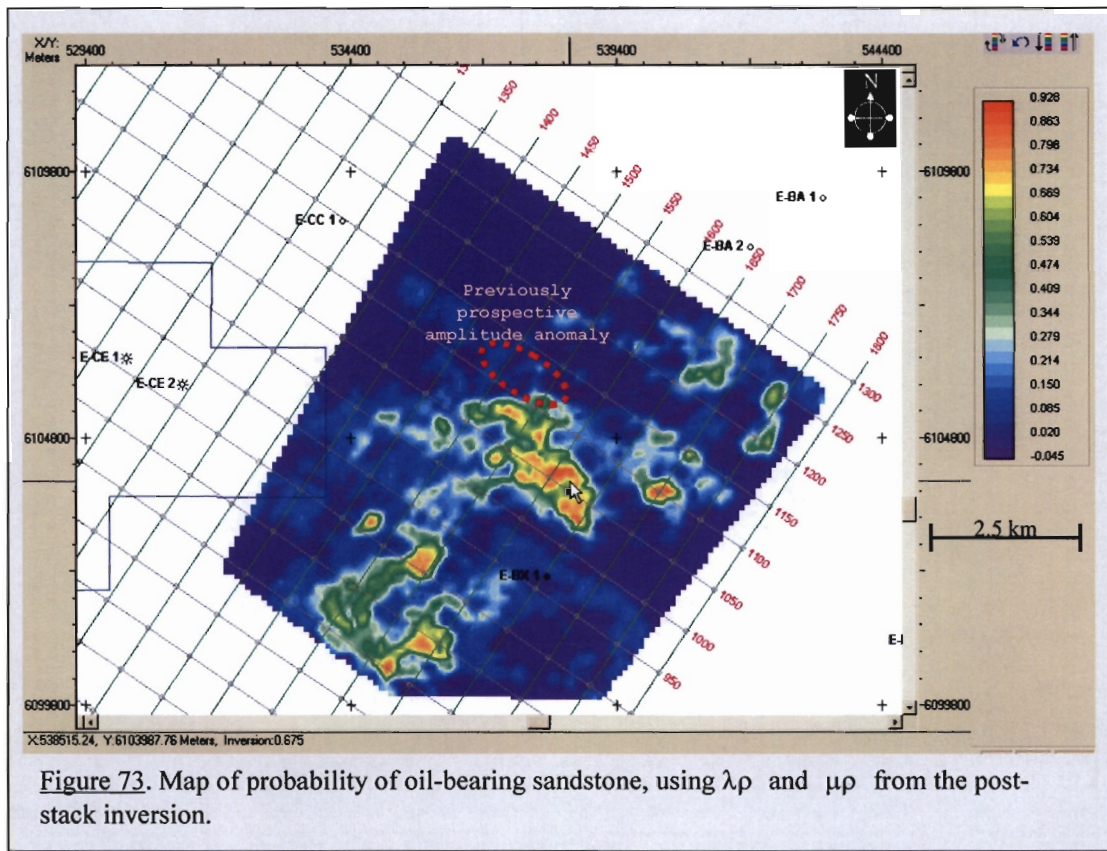 X/Y:
Meters
529400
534400
539400
544400
N
1350
1400
1450
1500
1550
1600
1650
1700
1750
1800
1300
1250
1200
1150
1100
1050
1000
950
6109800
6109800
6104800
6104800
6099800
6099800
E-CC 1
E-BA 1
E-BA 2
E-CE 1
E-CE 2
E-BX 1
Previously
prospective
amplitude anomaly
0.928
0.863
0.798
0.734
0.669
0.604
0.539
0.474
0.409
0.344
0.279
0.214
0.150
0.085
0.020
-0.045
2.5 km
X:538515.24, Y:6103987.76 Meters, Inversion:0.675
Figure 73. Map of probability of oil-bearing sandstone, using λρ and μρ from the post-
stack inversion.